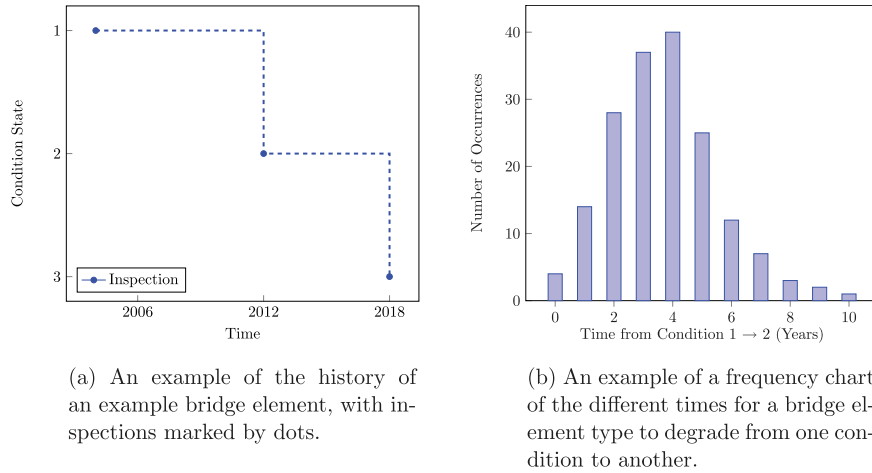 1
2
3
Condition State
Inspection
2006
2012
2018
Time
40
30
20
10
0
Number of Occurrences
0
2
4
6
8
10
Time from Condition 1 → 2 (Years)
(a) An example of the history of
an example bridge element, with in-
spections marked by dots.
(b) An example of a frequency chart
of the different times for a bridge el-
ement type to degrade from one con-
dition to another.